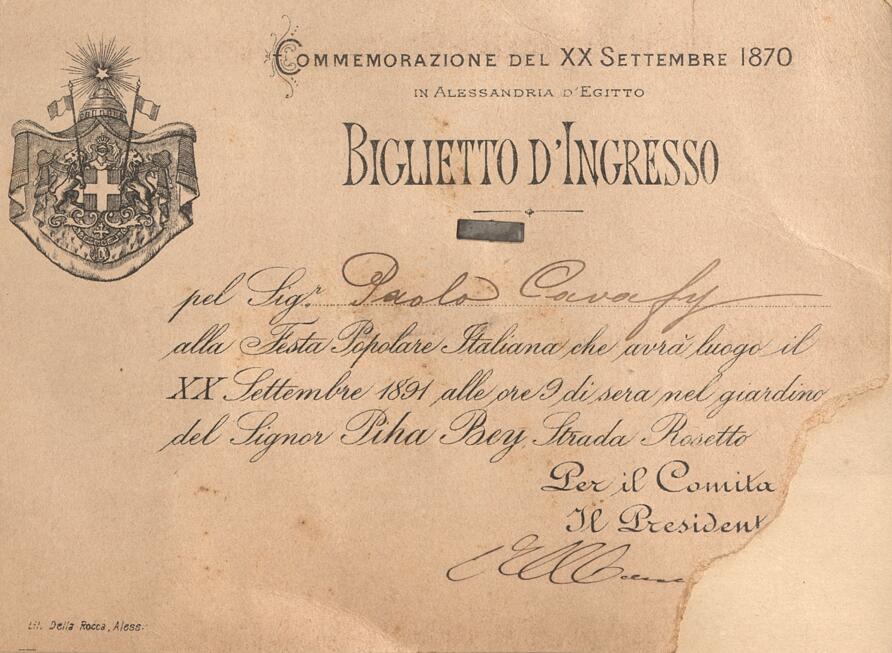 COMMEMORAZIONE DEL XX SETTEMBRE 1870
IN ALESSANDRIA D'EGITTO
BIGLIETTO D'INGRESSO
pel Sigr. Paolo Cavafy
alla Festa Popolare Italiana che avrà luogo il
XX Settembre 1891 alle ore 9 di sera nel giardino
del Signor Piha Bey, Strada Rosetto
Per il Comita
Il President
Lit. Della Rocca, Aless.